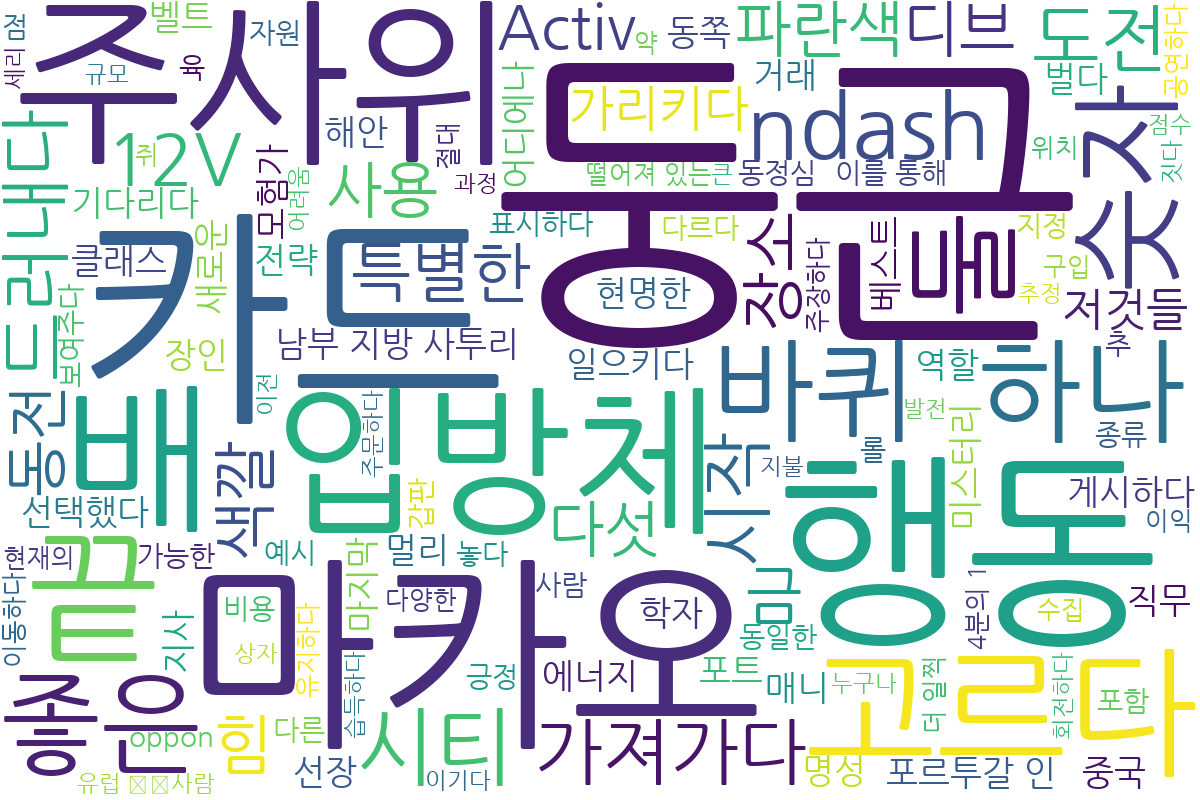 주사위
벨트
자원
점
세리
규모
육
Activ
약
동쪽
파란색
디브
도전
공연하다
벌다
숫자
점수
젓다
위치
거래
가리키다
ndash
동굴
어디에나
절대
해안
12V
쥐
드러내다
기다리다
모험가
어려움
사용
과정
떨어져 있는
큰
동정심
이를 통해
표시하다
다르다
지정
구입
추정
저것들
추
베스트
주장하다
장소
현명한
특별한
전략
새로운
클래스
보여주다
카드
남부 지방 사투리
장인
이전
일으키다
바퀴
역할
하다
발전
종류
동전
배
입방체
주문하다
갑판
색깔
선택했다
시작
지불
롤
미스터리
게시하다
이익
행동
다섯
현재의
가능한
예시
마지막
멀리
놓다
끝
마카오
사람
다양한
학자
만
동일한
4분의 1
수집
직무
이동하다
지사
비용
상자
유지하다
습득하다
긍정
에너지
포트
매니
누구나
더 일찍
회전하다
포함
고르다
좋은
oppon
힘
다른
시티
가져가다
선장
이기다
명성
포르투갈 인
중국
유럽
사람